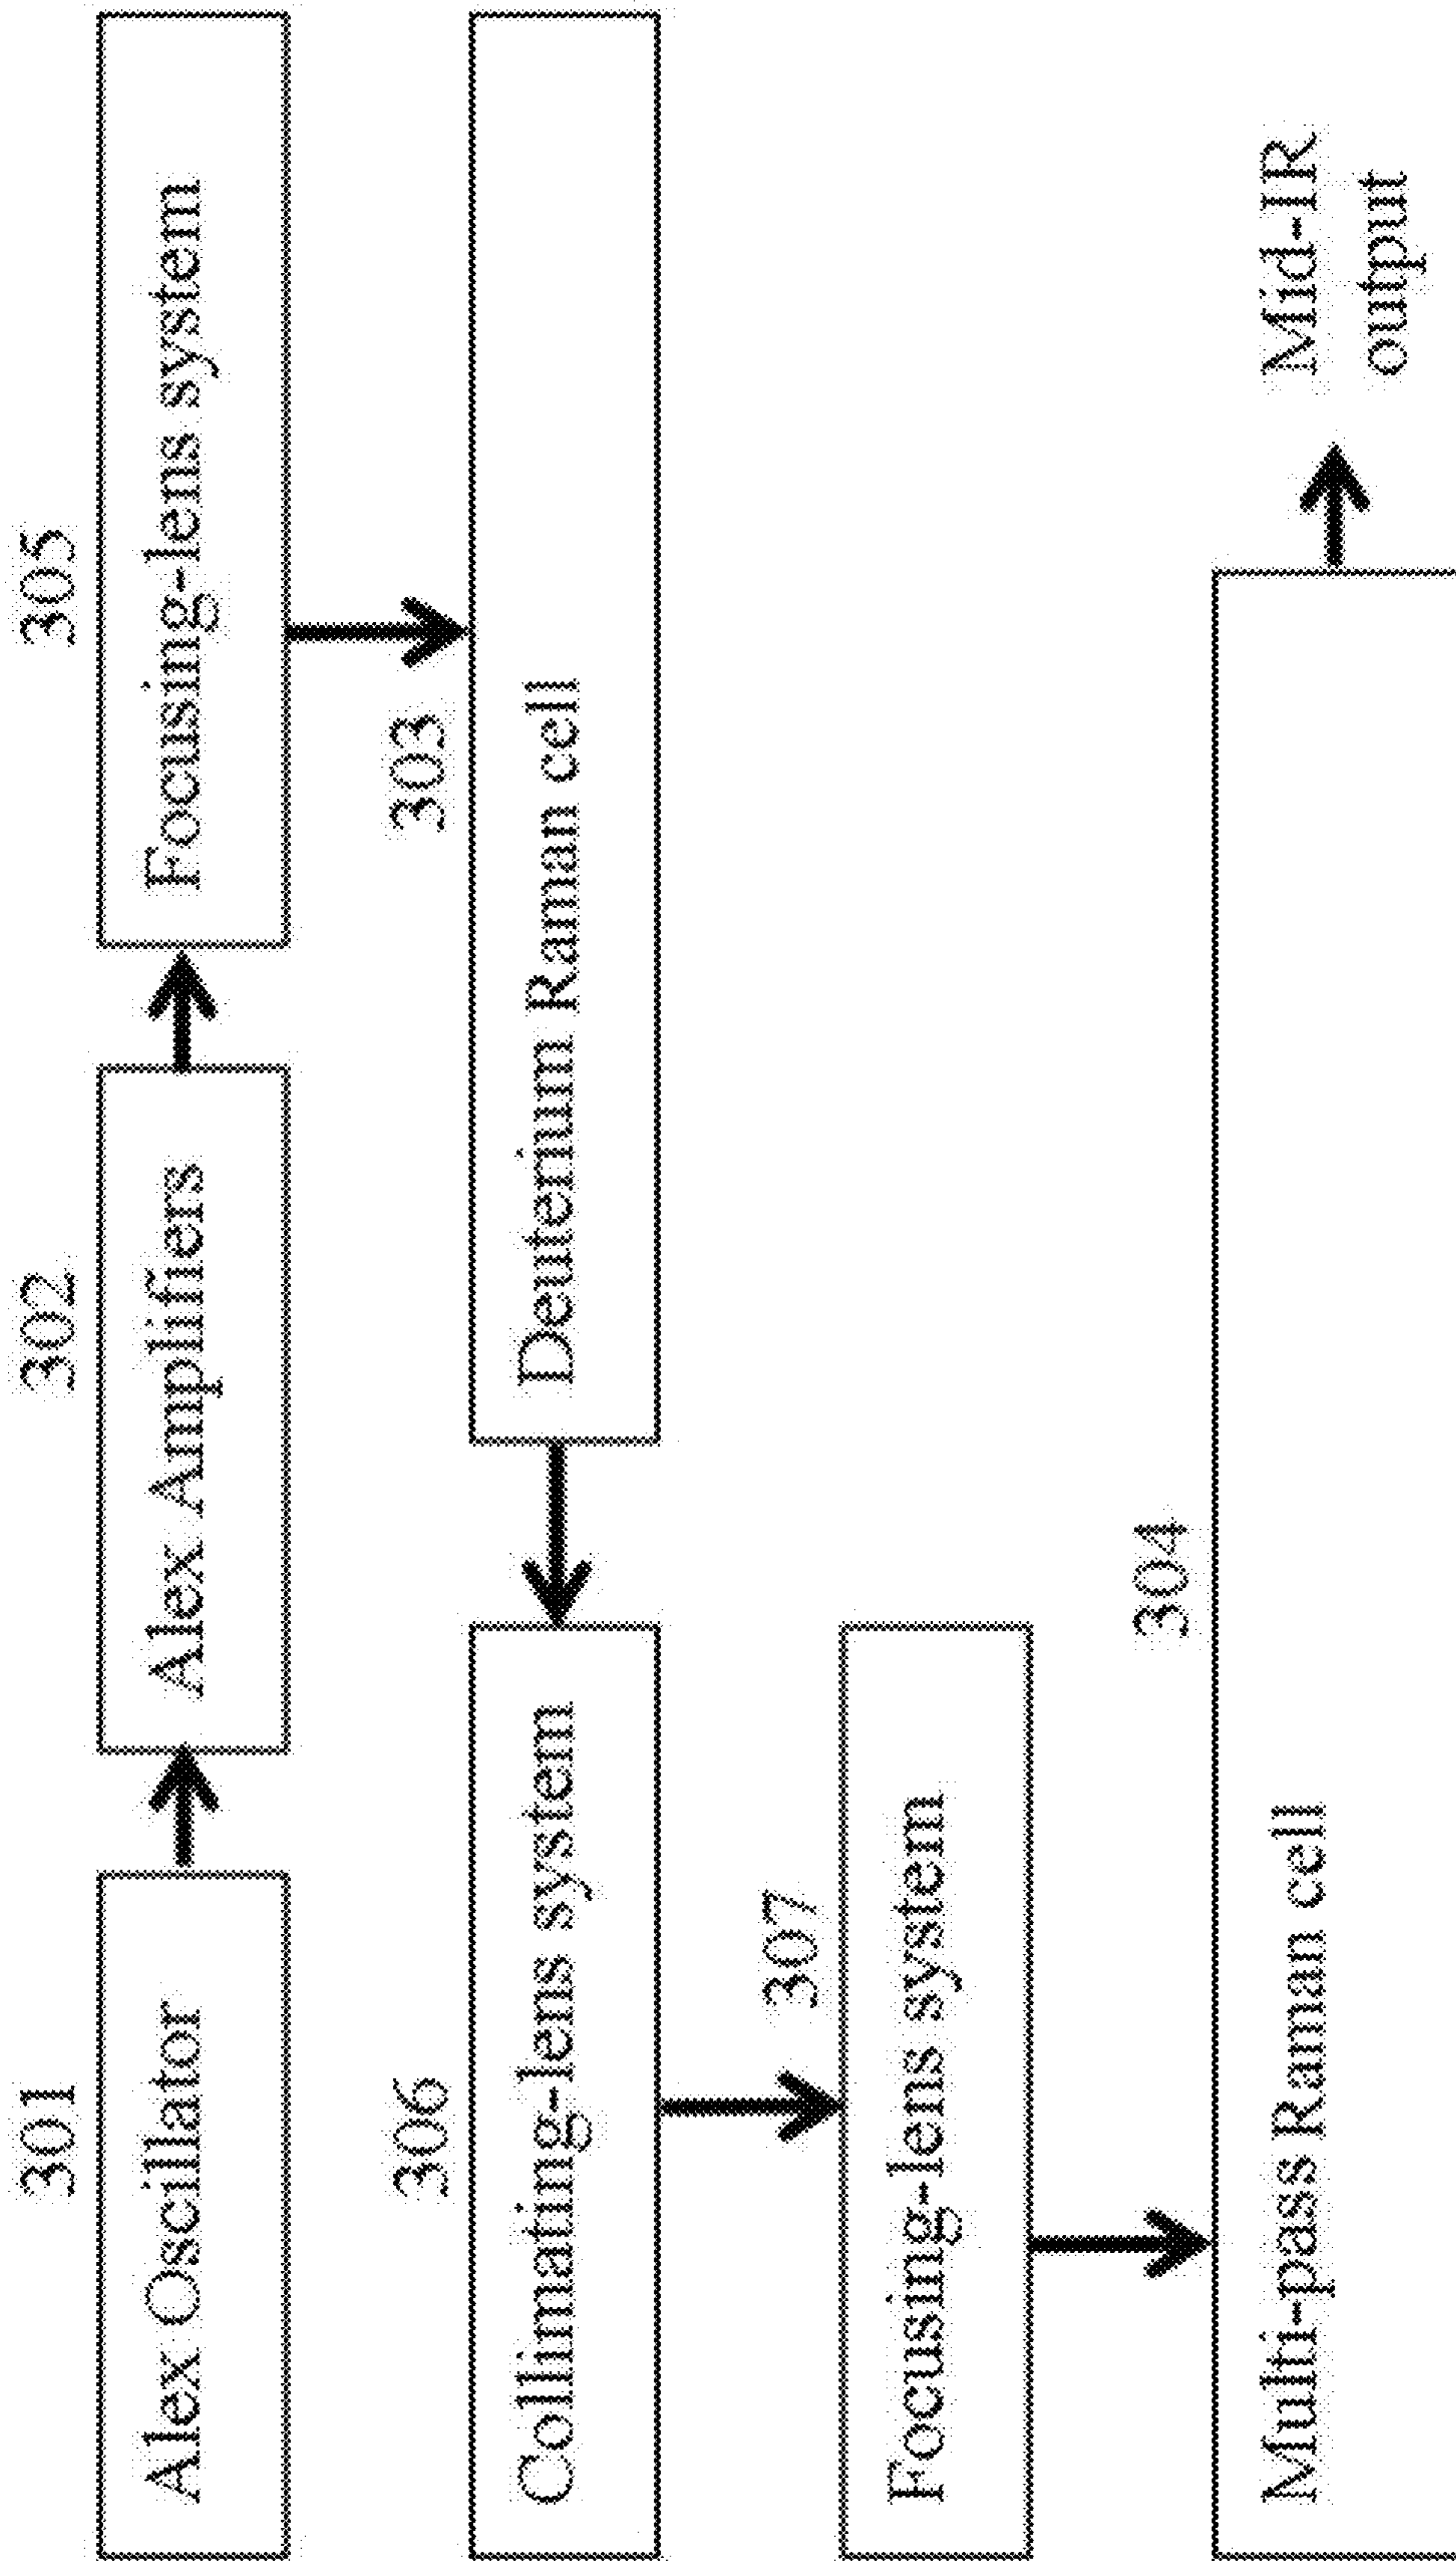 301
302
305
Alex Oscillator
Alex Amplifiers
Focusing-lens system
306
303
Collimating-lens system
Deuterium Raman cell
307
Focusing-lens system
304
Multi-pass Raman cell
Mid-IR
output